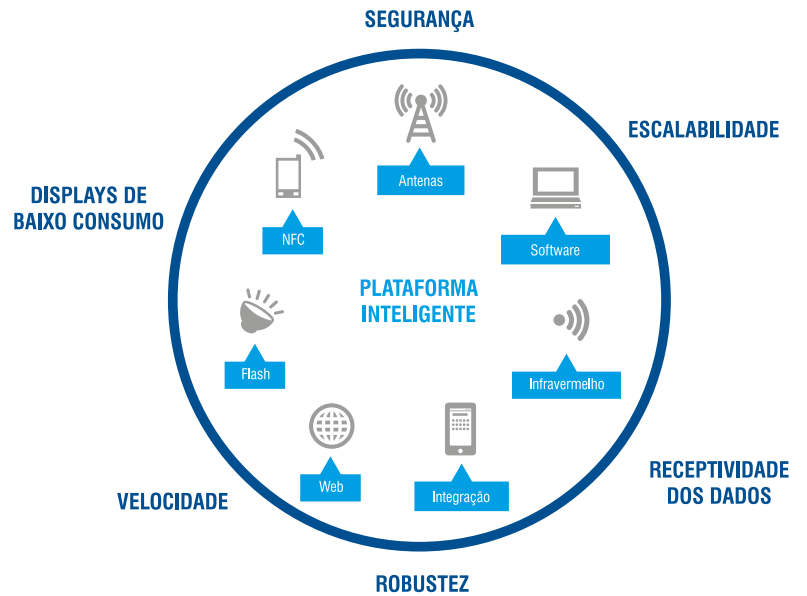 SEGURANÇA
ESCALABILIDADE
DISPLAYS DE
BAIXO CONSUMO
Antenas
NFC
Software
PLATAFORMA
INTELIGENTE
Flash
Infravermelho
Web
Integração
RECEPTIVIDADE
DOS DADOS
VELOCIDADE
ROBUSTEZ